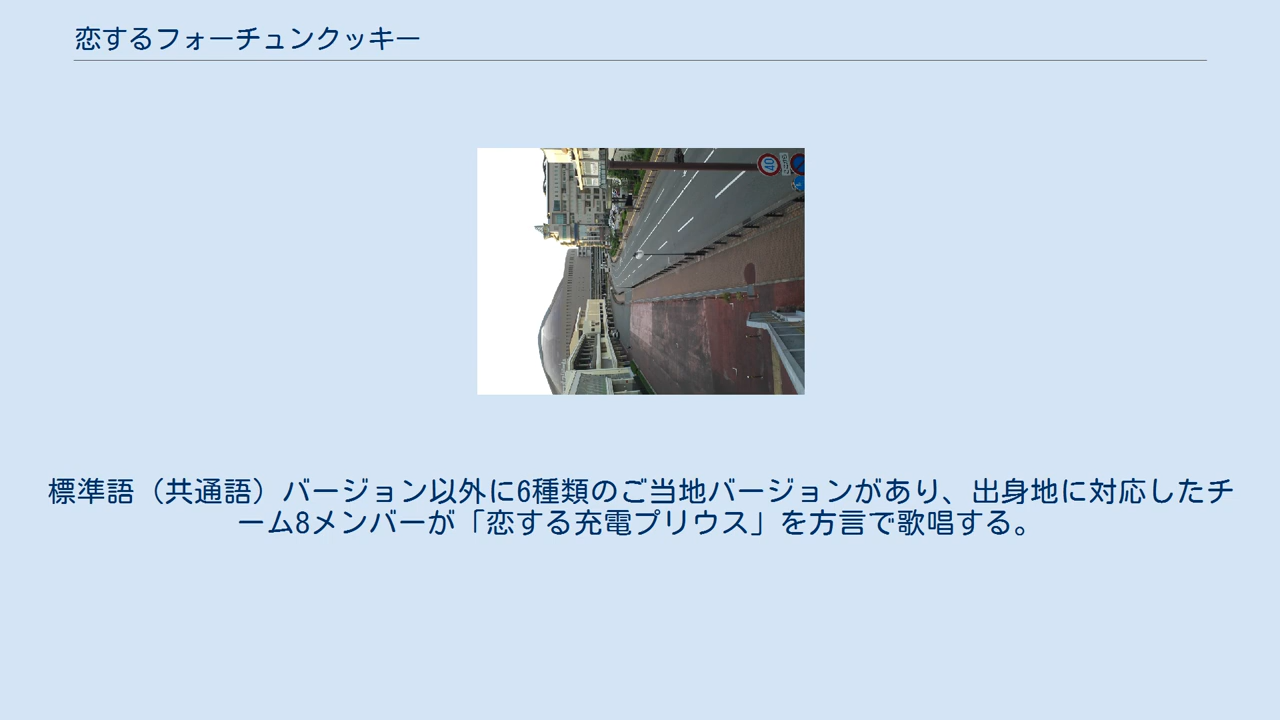 恋するフォーチュンクッキー
40
標準語（共通語）バージョン以外に6種類のご当地バージョンがあり、出身地に対応したチ
ーム8メンバーが「恋する充電プリウス」を方言で歌唱する。